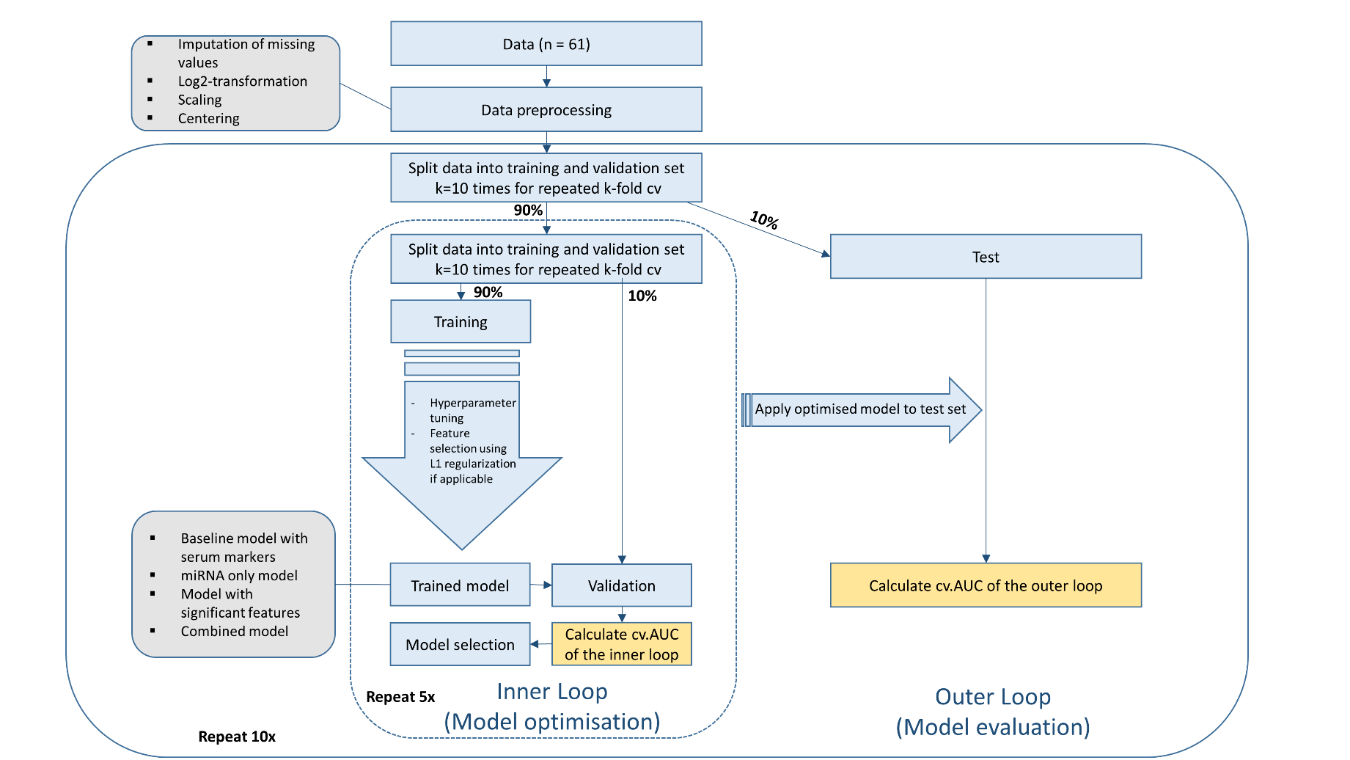 Data (n = 61)
▪ Imputation of missing
values
▪ Log2-transformation
▪ Scaling
▪ Centering
Data preprocessing
Split data into training and validation set
k=10 times for repeated k-fold cv
90%
10%
Split data into training and validation set
k=10 times for repeated k-fold cv
Test
90%
10%
Training
- Hyperparameter
tuning
- Feature
selection using
L1 regularization
if applicable
Apply optimised model to test set
▪ Baseline model with
serum markers
▪ miRNA only model
▪ Model with
significant features
▪ Combined model
Trained model
Validation
Calculate cv.AUC of the outer loop
Model selection
Calculate cv.AUC
of the inner loop
Repeat 5x
Inner Loop
(Model optimisation)
Outer Loop
(Model evaluation)
Repeat 10x